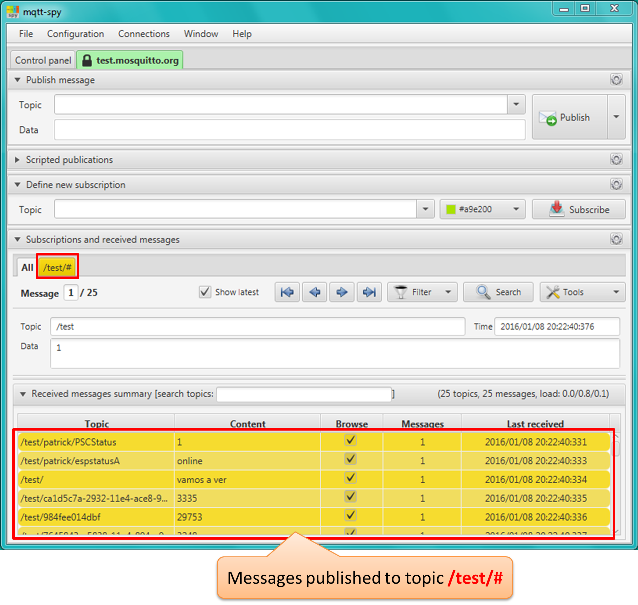 mqtt-spy
File Configuration Connections Window Help
Control panel test.mosquitto.org
Publish message
Topic
Publish
Data
Scripted publications
Define new subscription
Topic #a9e200 Subscribe
Subscriptions and received messages
All /test/#
Message 1 / 25 Show latest Filter Search Tools
Topic /test Time 2016/01/08 20:22:40:376
Data 1
Received messages summary [search topics: ] (25 topics, 25 messages, load: 0.0/0.8/0.1)
Topic Content Browse Messages Last received
/test/patrick/PSCStatus 1 1 2016/01/08 20:22:40:331
/test/patrick/espstatusA online 1 2016/01/08 20:22:40:333
/test/ vamos a ver 1 2016/01/08 20:22:40:334
/test/ca1d5c7a-2932-11e4-ace8-9... 3335 1 2016/01/08 20:22:40:335
/test/984fee014dbf 29753 1 2016/01/08 20:22:40:336
Messages published to topic /test/#